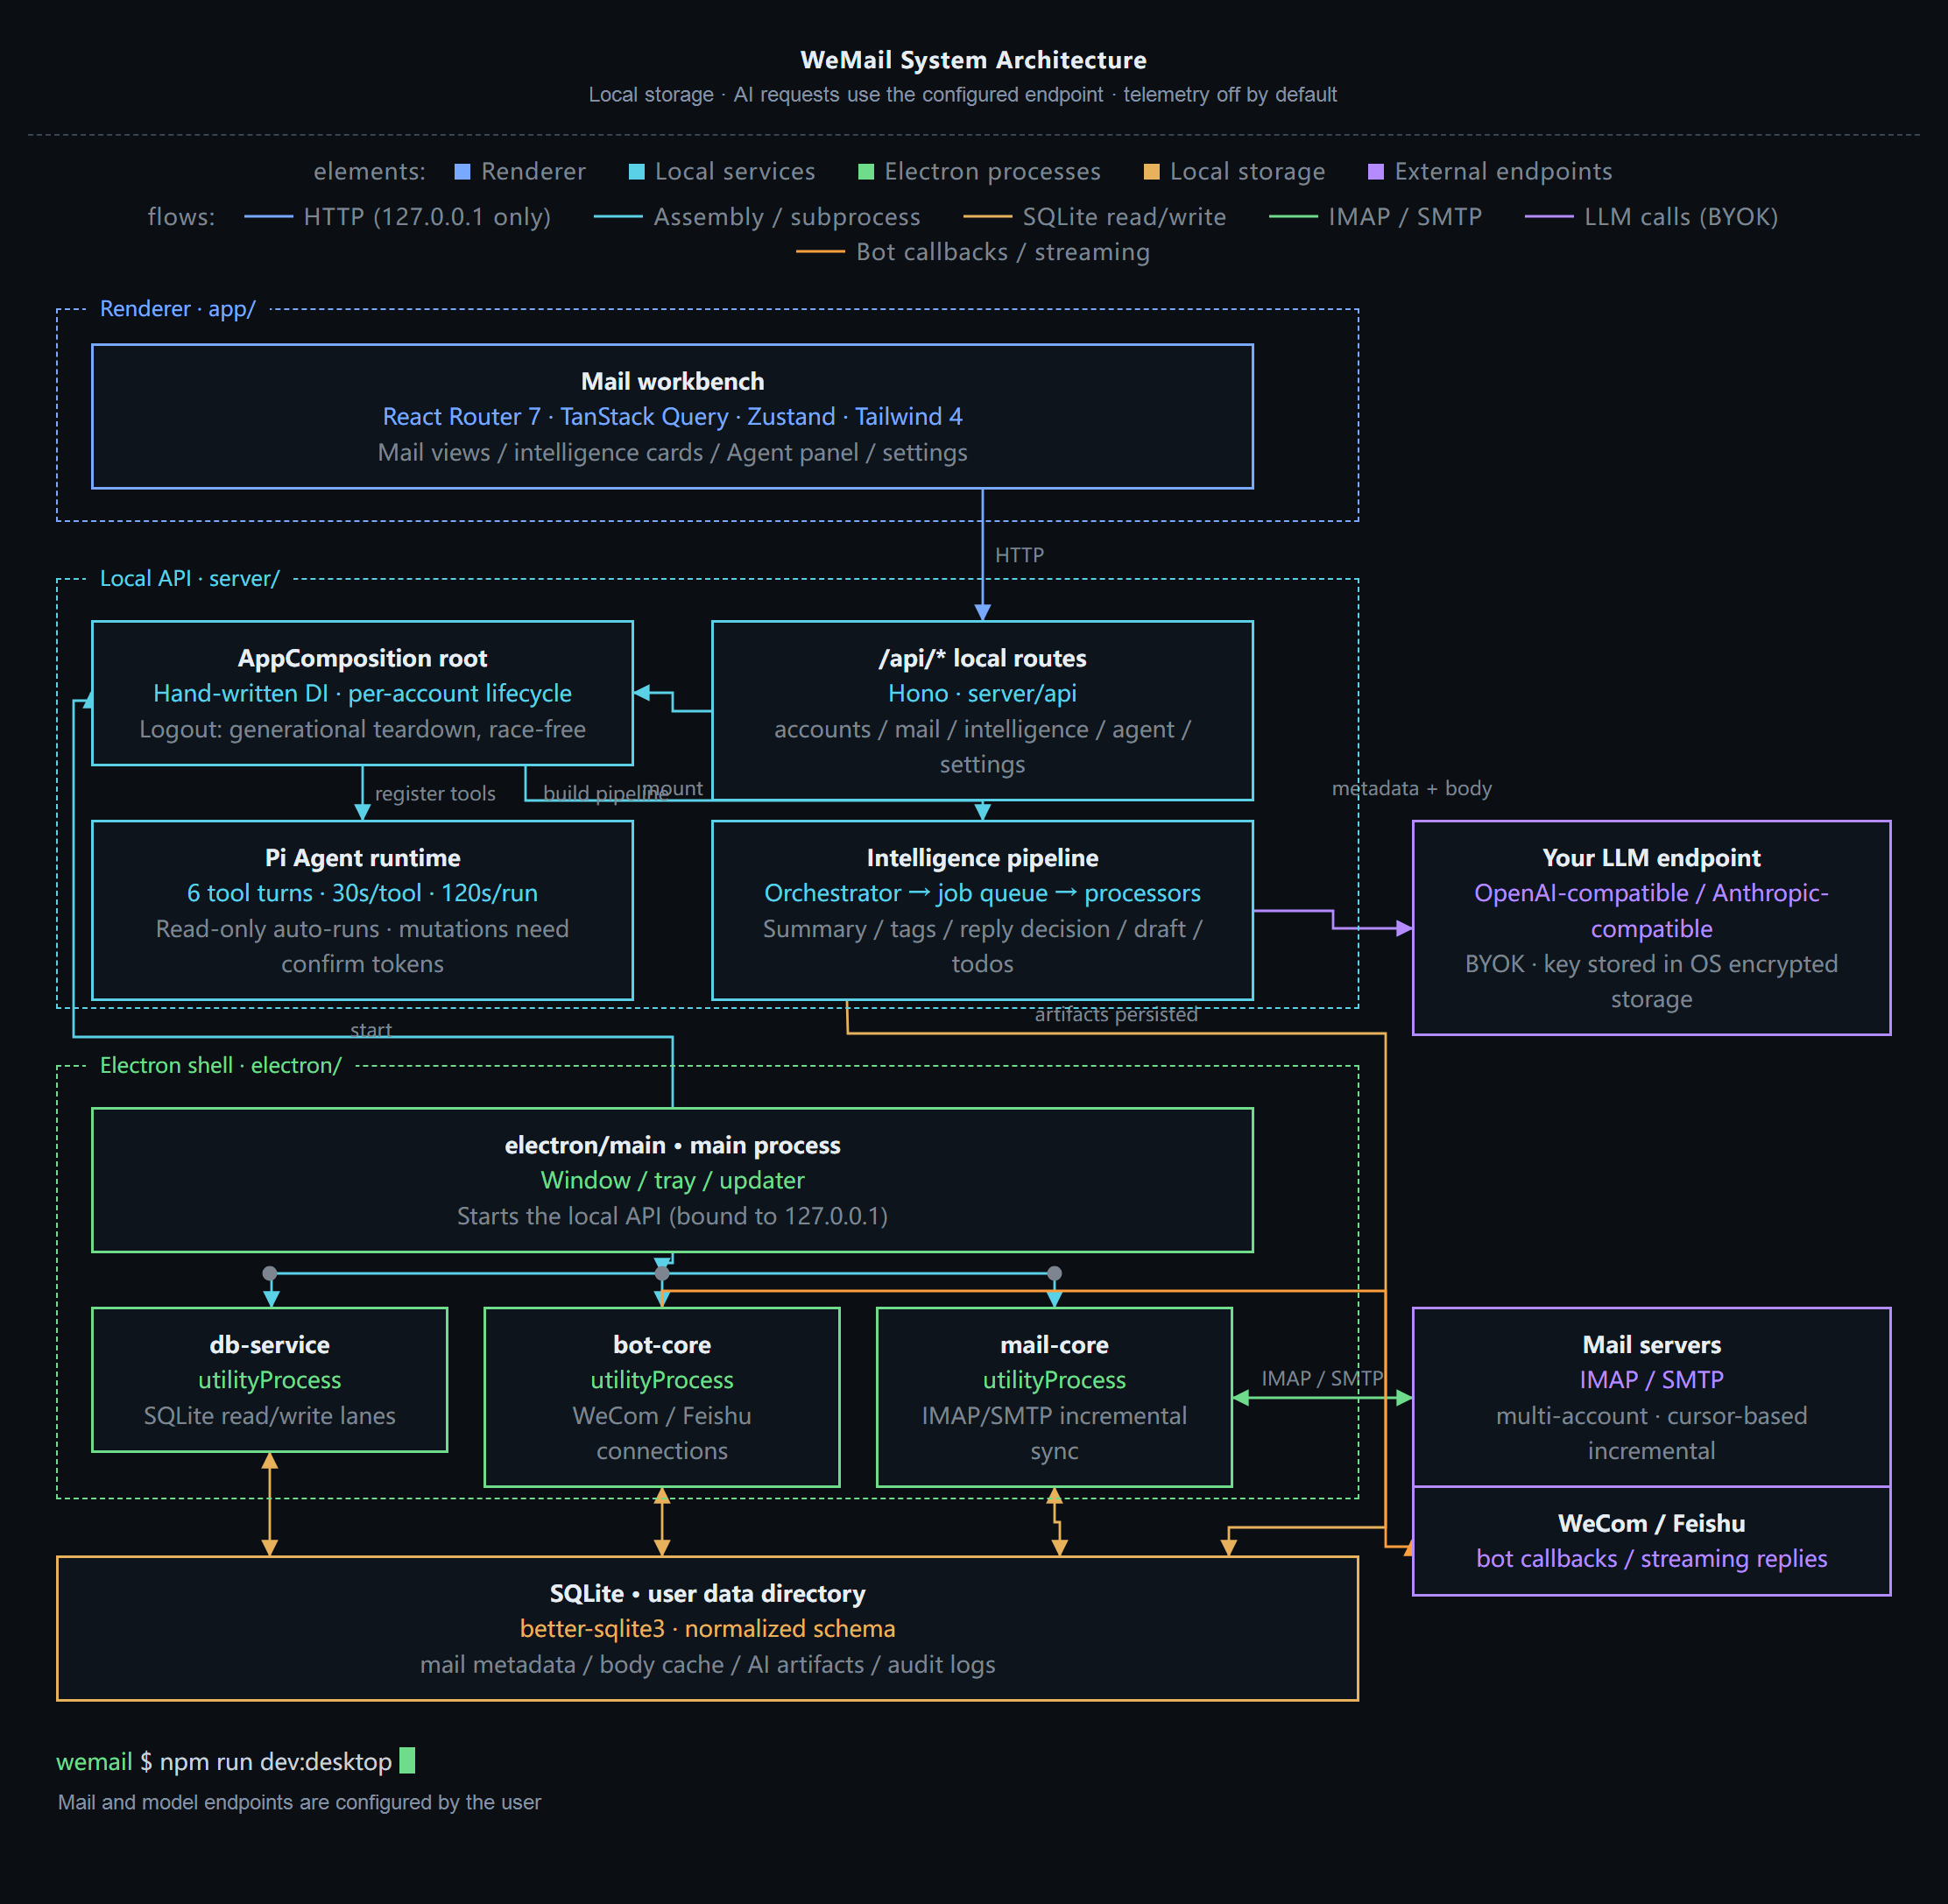 WeMail System Architecture
Local storage · AI requests use the configured endpoint · telemetry off by default
elements: Renderer Local services Electron processes Local storage External endpoints
flows: HTTP (127.0.0.1 only) Assembly / subprocess SQLite read/write IMAP / SMTP LLM calls (BYOK)
Bot callbacks / streaming
Renderer · app/
Mail workbench
React Router 7 · TanStack Query · Zustand · Tailwind 4
Mail views / intelligence cards / Agent panel / settings
HTTP
Local API · server/
AppComposition root
Hand-written DI · per-account lifecycle
Logout: generational teardown, race-free
/api/* local routes
Hono · server/api
accounts / mail / intelligence / agent /
settings
register tools
build pipeline
mount
metadata + body
Pi Agent runtime
6 tool turns · 30s/tool · 120s/run
Read-only auto-runs · mutations need
confirm tokens
Intelligence pipeline
Orchestrator → job queue → processors
Summary / tags / reply decision / draft /
todos
Your LLM endpoint
OpenAI-compatible / Anthropic-
compatible
BYOK · key stored in OS encrypted
storage
artifacts persisted
start
Electron shell · electron/
electron/main • main process
Window / tray / updater
Starts the local API (bound to 127.0.0.1)
db-service
utilityProcess
SQLite read/write lanes
bot-core
utilityProcess
WeCom / Feishu
connections
mail-core
utilityProcess
IMAP/SMTP incremental
sync
IMAP / SMTP
Mail servers
IMAP / SMTP
multi-account · cursor-based
incremental
WeCom / Feishu
bot callbacks / streaming replies
SQLite • user data directory
better-sqlite3 · normalized schema
mail metadata / body cache / AI artifacts / audit logs
wemail $ npm run dev:desktop
Mail and model endpoints are configured by the user